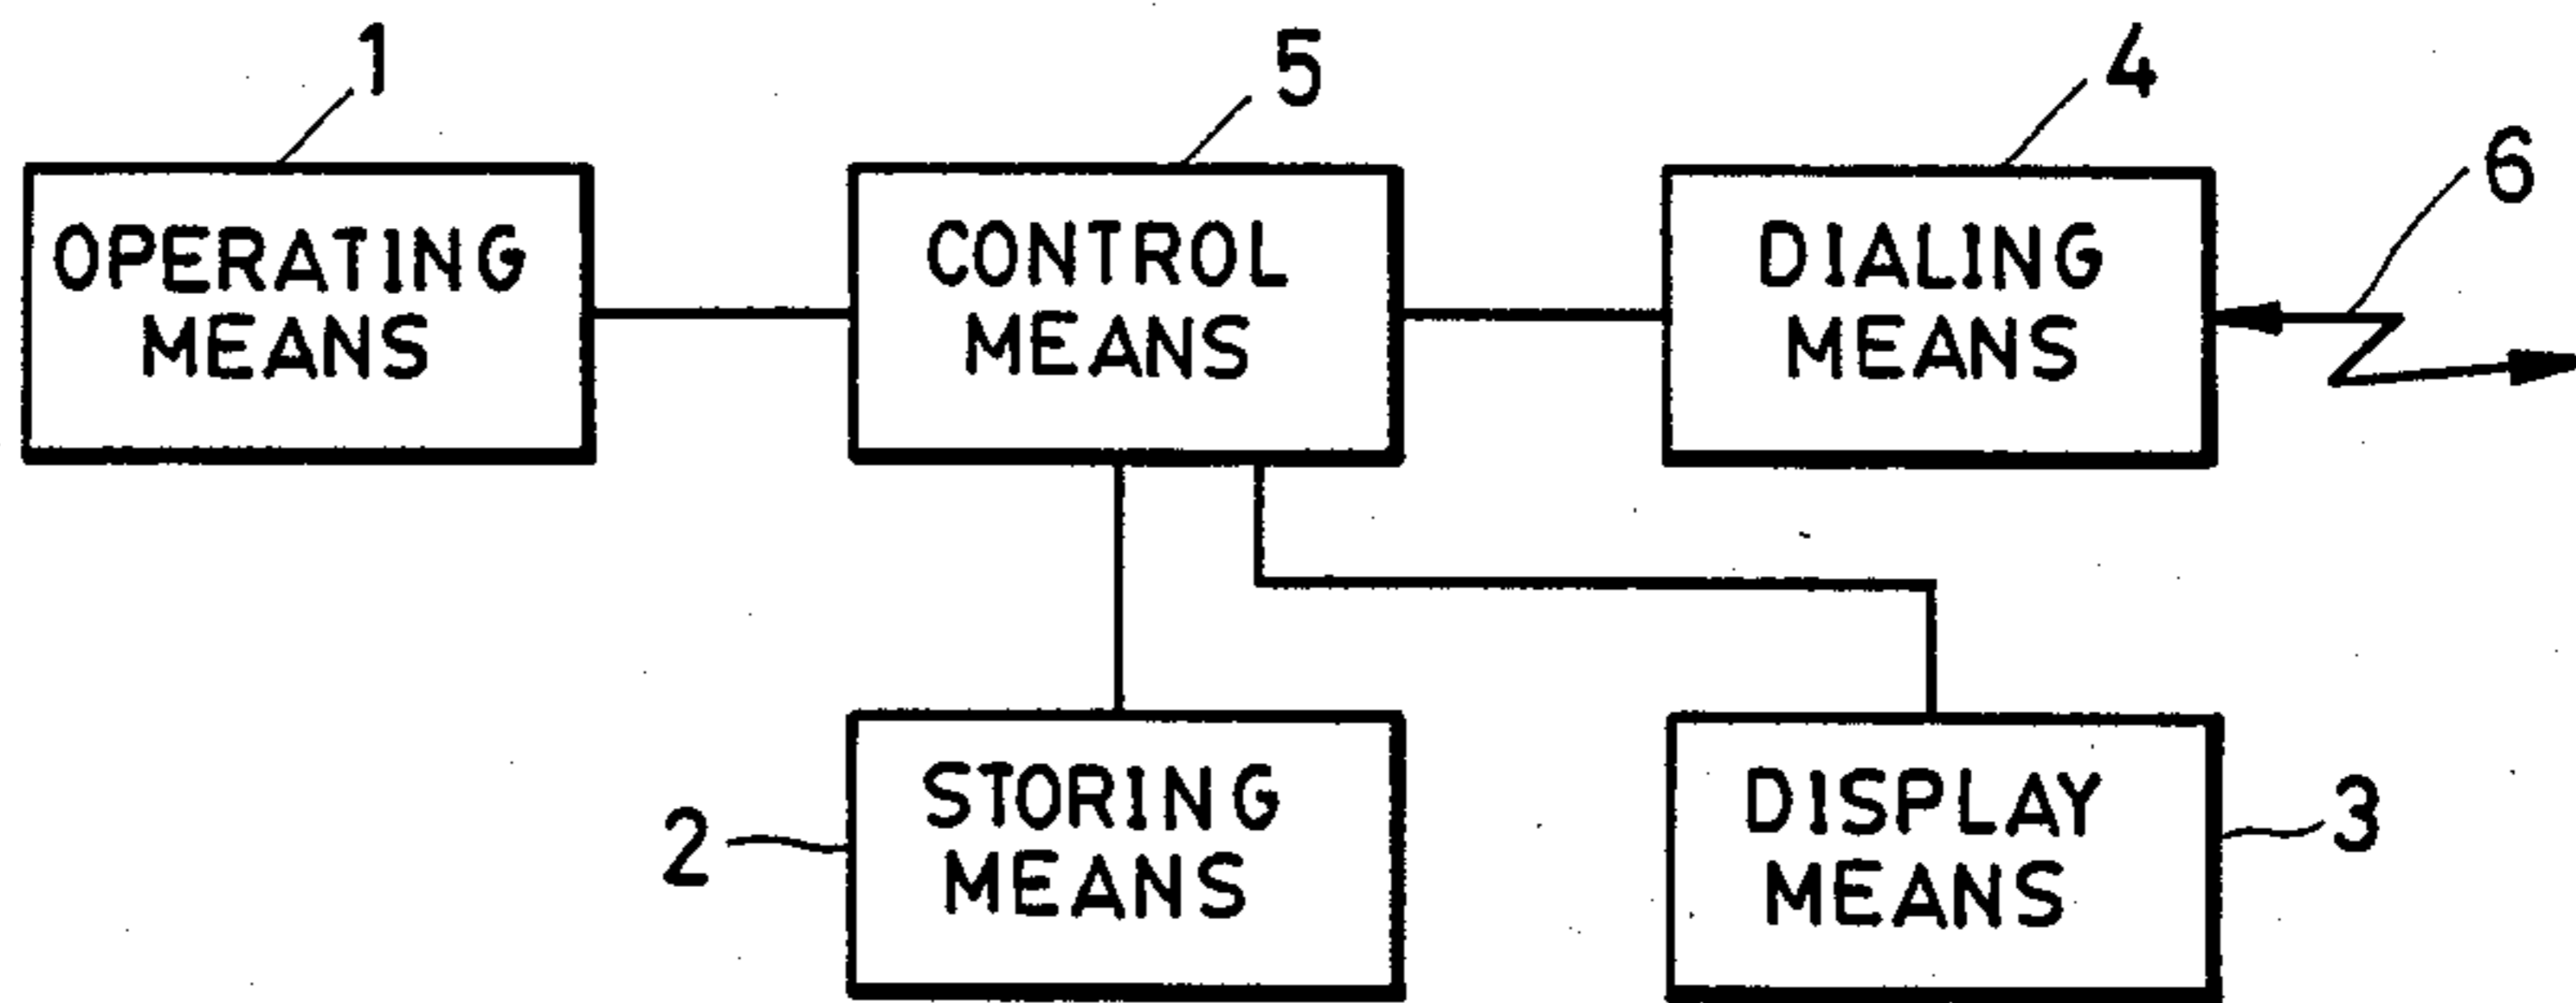 1
5
4
6
OPERATING
MEANS
CONTROL
MEANS
DIALING
MEANS
2
STORING
MEANS
DISPLAY
MEANS
3